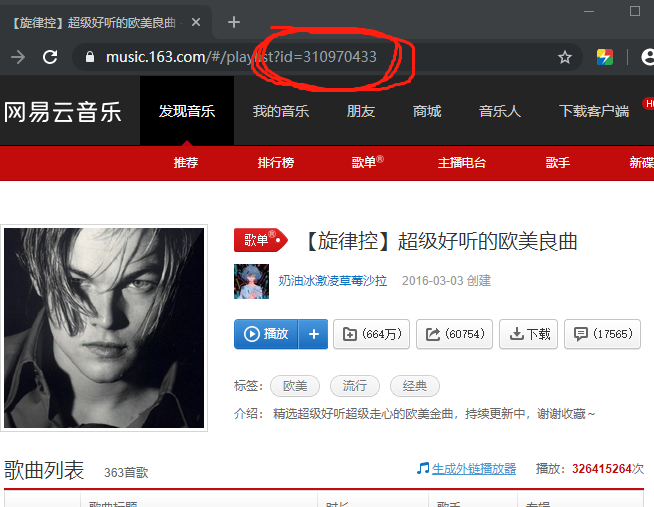 【旋律控】超级好听的欧美良曲
music.163.com/#/playlist?id=310970433
网易云音乐 发现音乐 我的音乐 朋友 商城 音乐人 下载客户端
推荐 排行榜 歌单® 主播电台 歌手 新碟
歌单® 【旋律控】超级好听的欧美良曲
奶油冰激凌草莓沙拉 2016-03-03 创建
播放 + (664万) (60754) 下载 (17565)
标签： 欧美 流行 经典
介绍： 精选超级好听超级走心的欧美金曲，持续更新中，谢谢收藏～
歌曲列表 363首歌 生成外链播放器 播放：326415264次
歌曲标题 时长 歌手 专辑